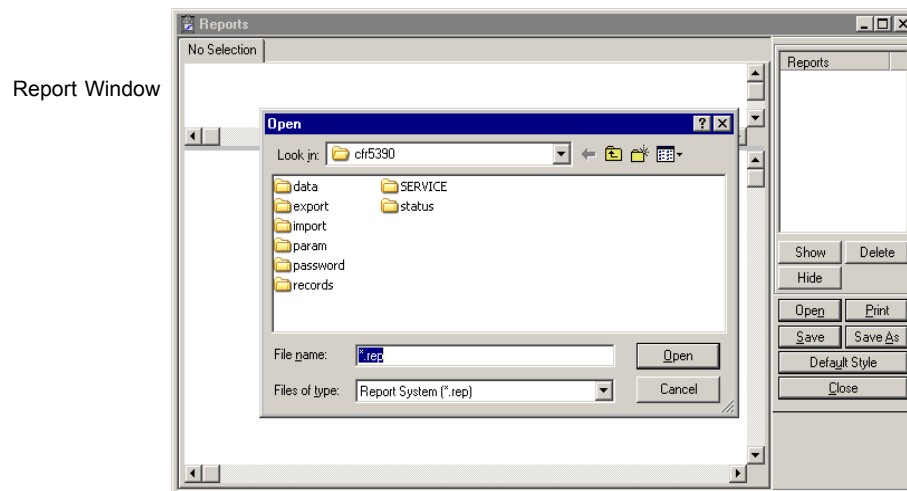 Reports
No Selection
Report Window
Reports
Open
Look in: cfr5390
data
export
import
param
password
records
SERVICE
status
File name: *.rep
Open
Files of type: Report System (*.rep)
Cancel
Show
Delete
Hide
Open
Print
Save
Save As
Default Style
Close